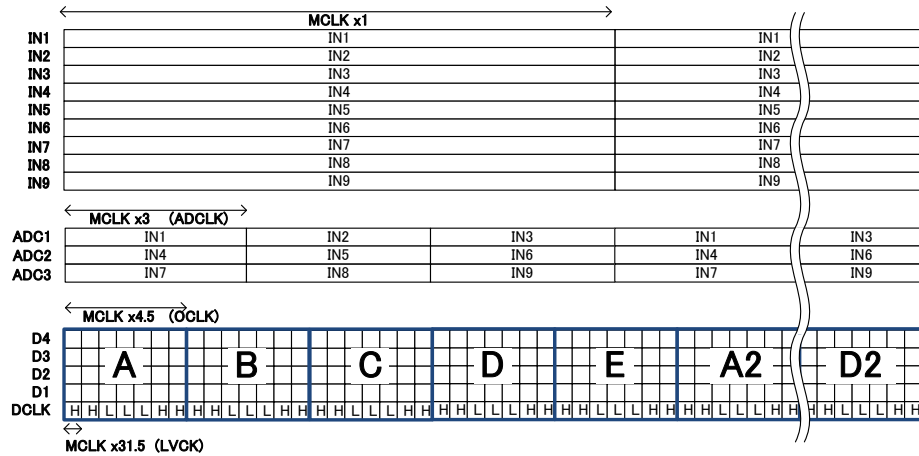 MCLK x1
IN1 IN1 IN1
IN2 IN2 IN2
IN3 IN3 IN3
IN4 IN4 IN4
IN5 IN5 IN5
IN6 IN6 IN6
IN7 IN7 IN7
IN8 IN8 IN8
IN9 IN9 IN9
MCLK x3 (ADCLK)
ADC1 IN1 IN2 IN3 IN1 IN3
ADC2 IN4 IN5 IN6 IN4 IN6
ADC3 IN7 IN8 IN9 IN7 IN9
MCLK x4.5 (OCLK)
D4
D3
A B C D E A2 D2
D2
D1
DCLK H H L L L H H H H L L L H H H H L L L H H H H L L L H H H H L L L H H H H L L L H H H L L L H H
MCLK x31.5 (LVCK)